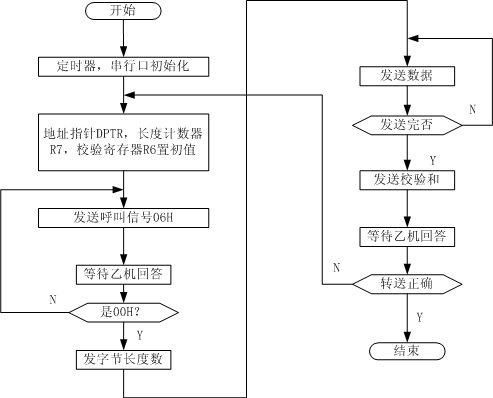 开始
定时器，串行口初始化
地址指针DPTR，长度计数器
R7，校验寄存器R6置初值
发送呼叫信号06H
等待乙机回答
N
是00H?
Y
发字节长度数
发送数据
N
发送完否
Y
发送校验和
等待乙机回答
N
转送正确
Y
结束